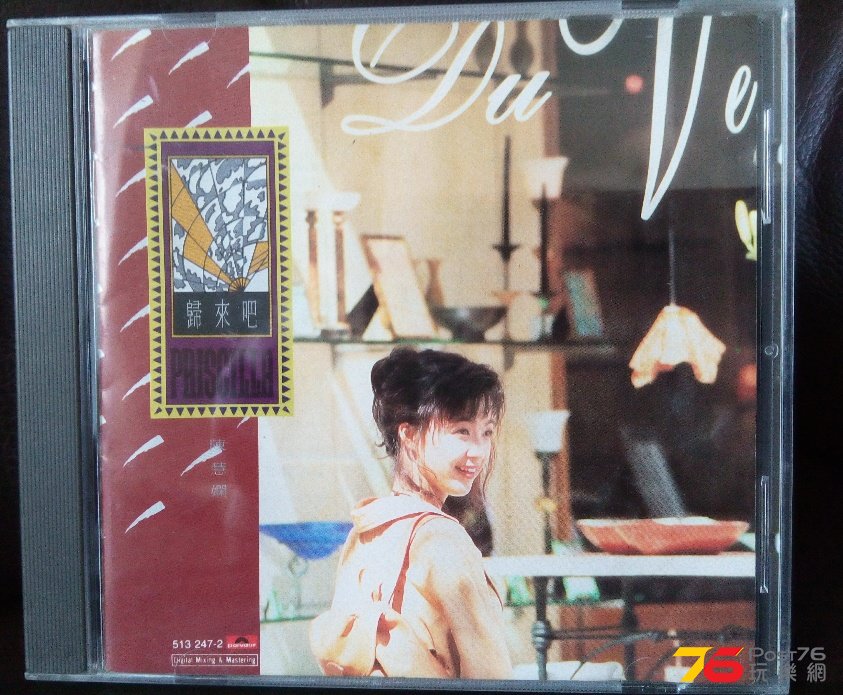 Du Ve
歸來吧
PRISCILLA
陳慧嫻
513 247-2 polydor
Digital Mixing & Mastering
76 Post76
玩樂網